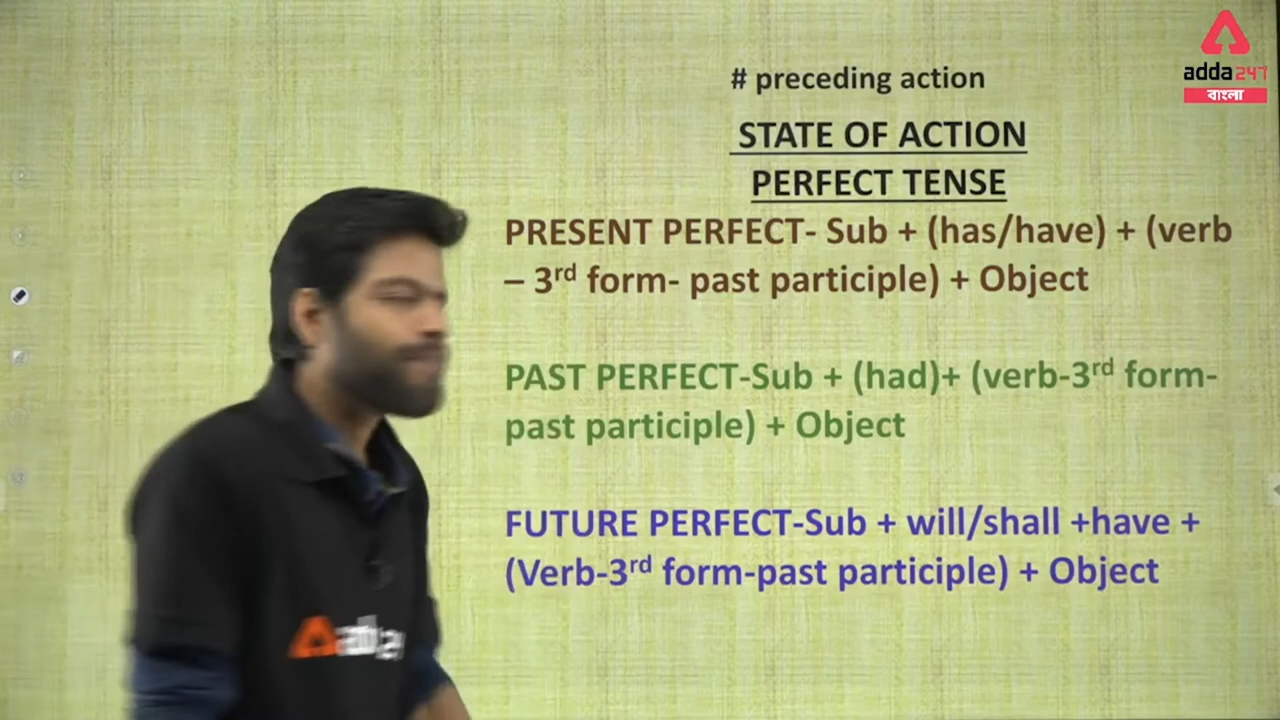 adda247
বাংলা
# preceding action
STATE OF ACTION
PERFECT TENSE
PRESENT PERFECT- Sub + (has/have) + (verb
– 3rd form- past participle) + Object
PAST PERFECT-Sub + (had)+ (verb-3rd form-
past participle) + Object
FUTURE PERFECT-Sub + will/shall +have +
(Verb-3rd form-past participle) + Object